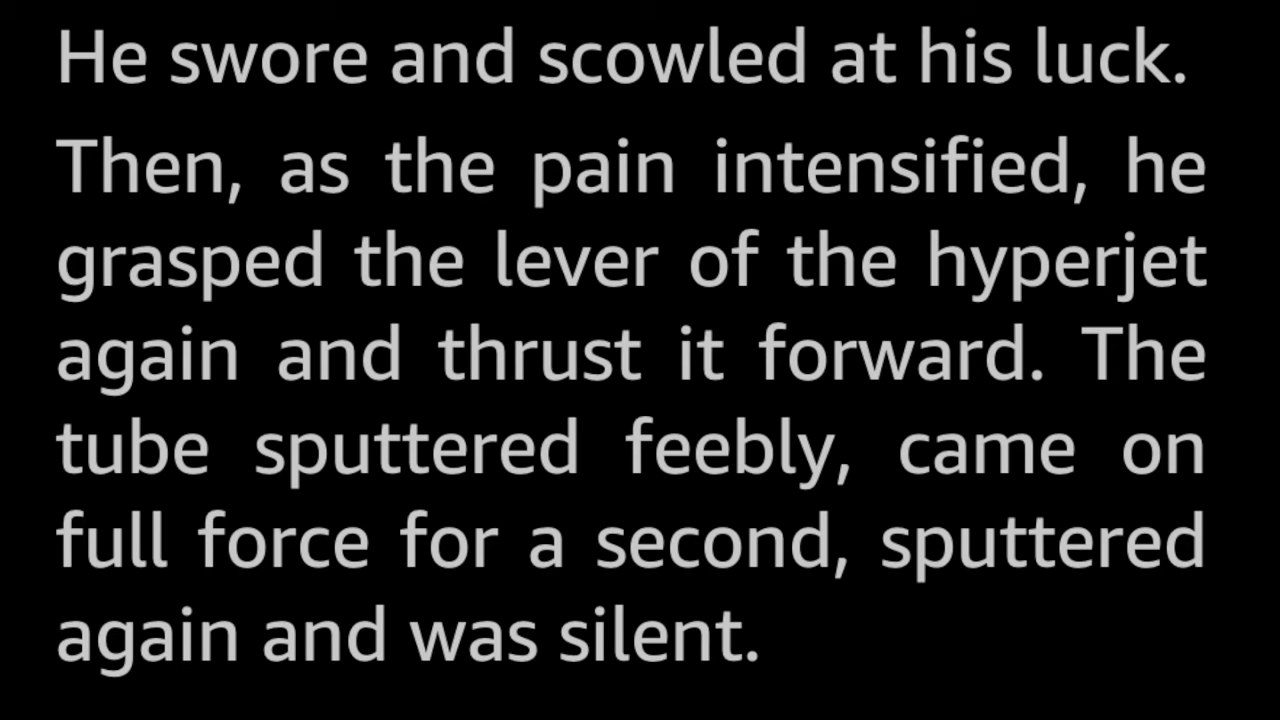 He swore and scowled at his luck.
Then, as the pain intensified, he
grasped the lever of the hyperjet
again and thrust it forward. The
tube sputtered feebly, came on
full force for a second, sputtered
again and was silent.